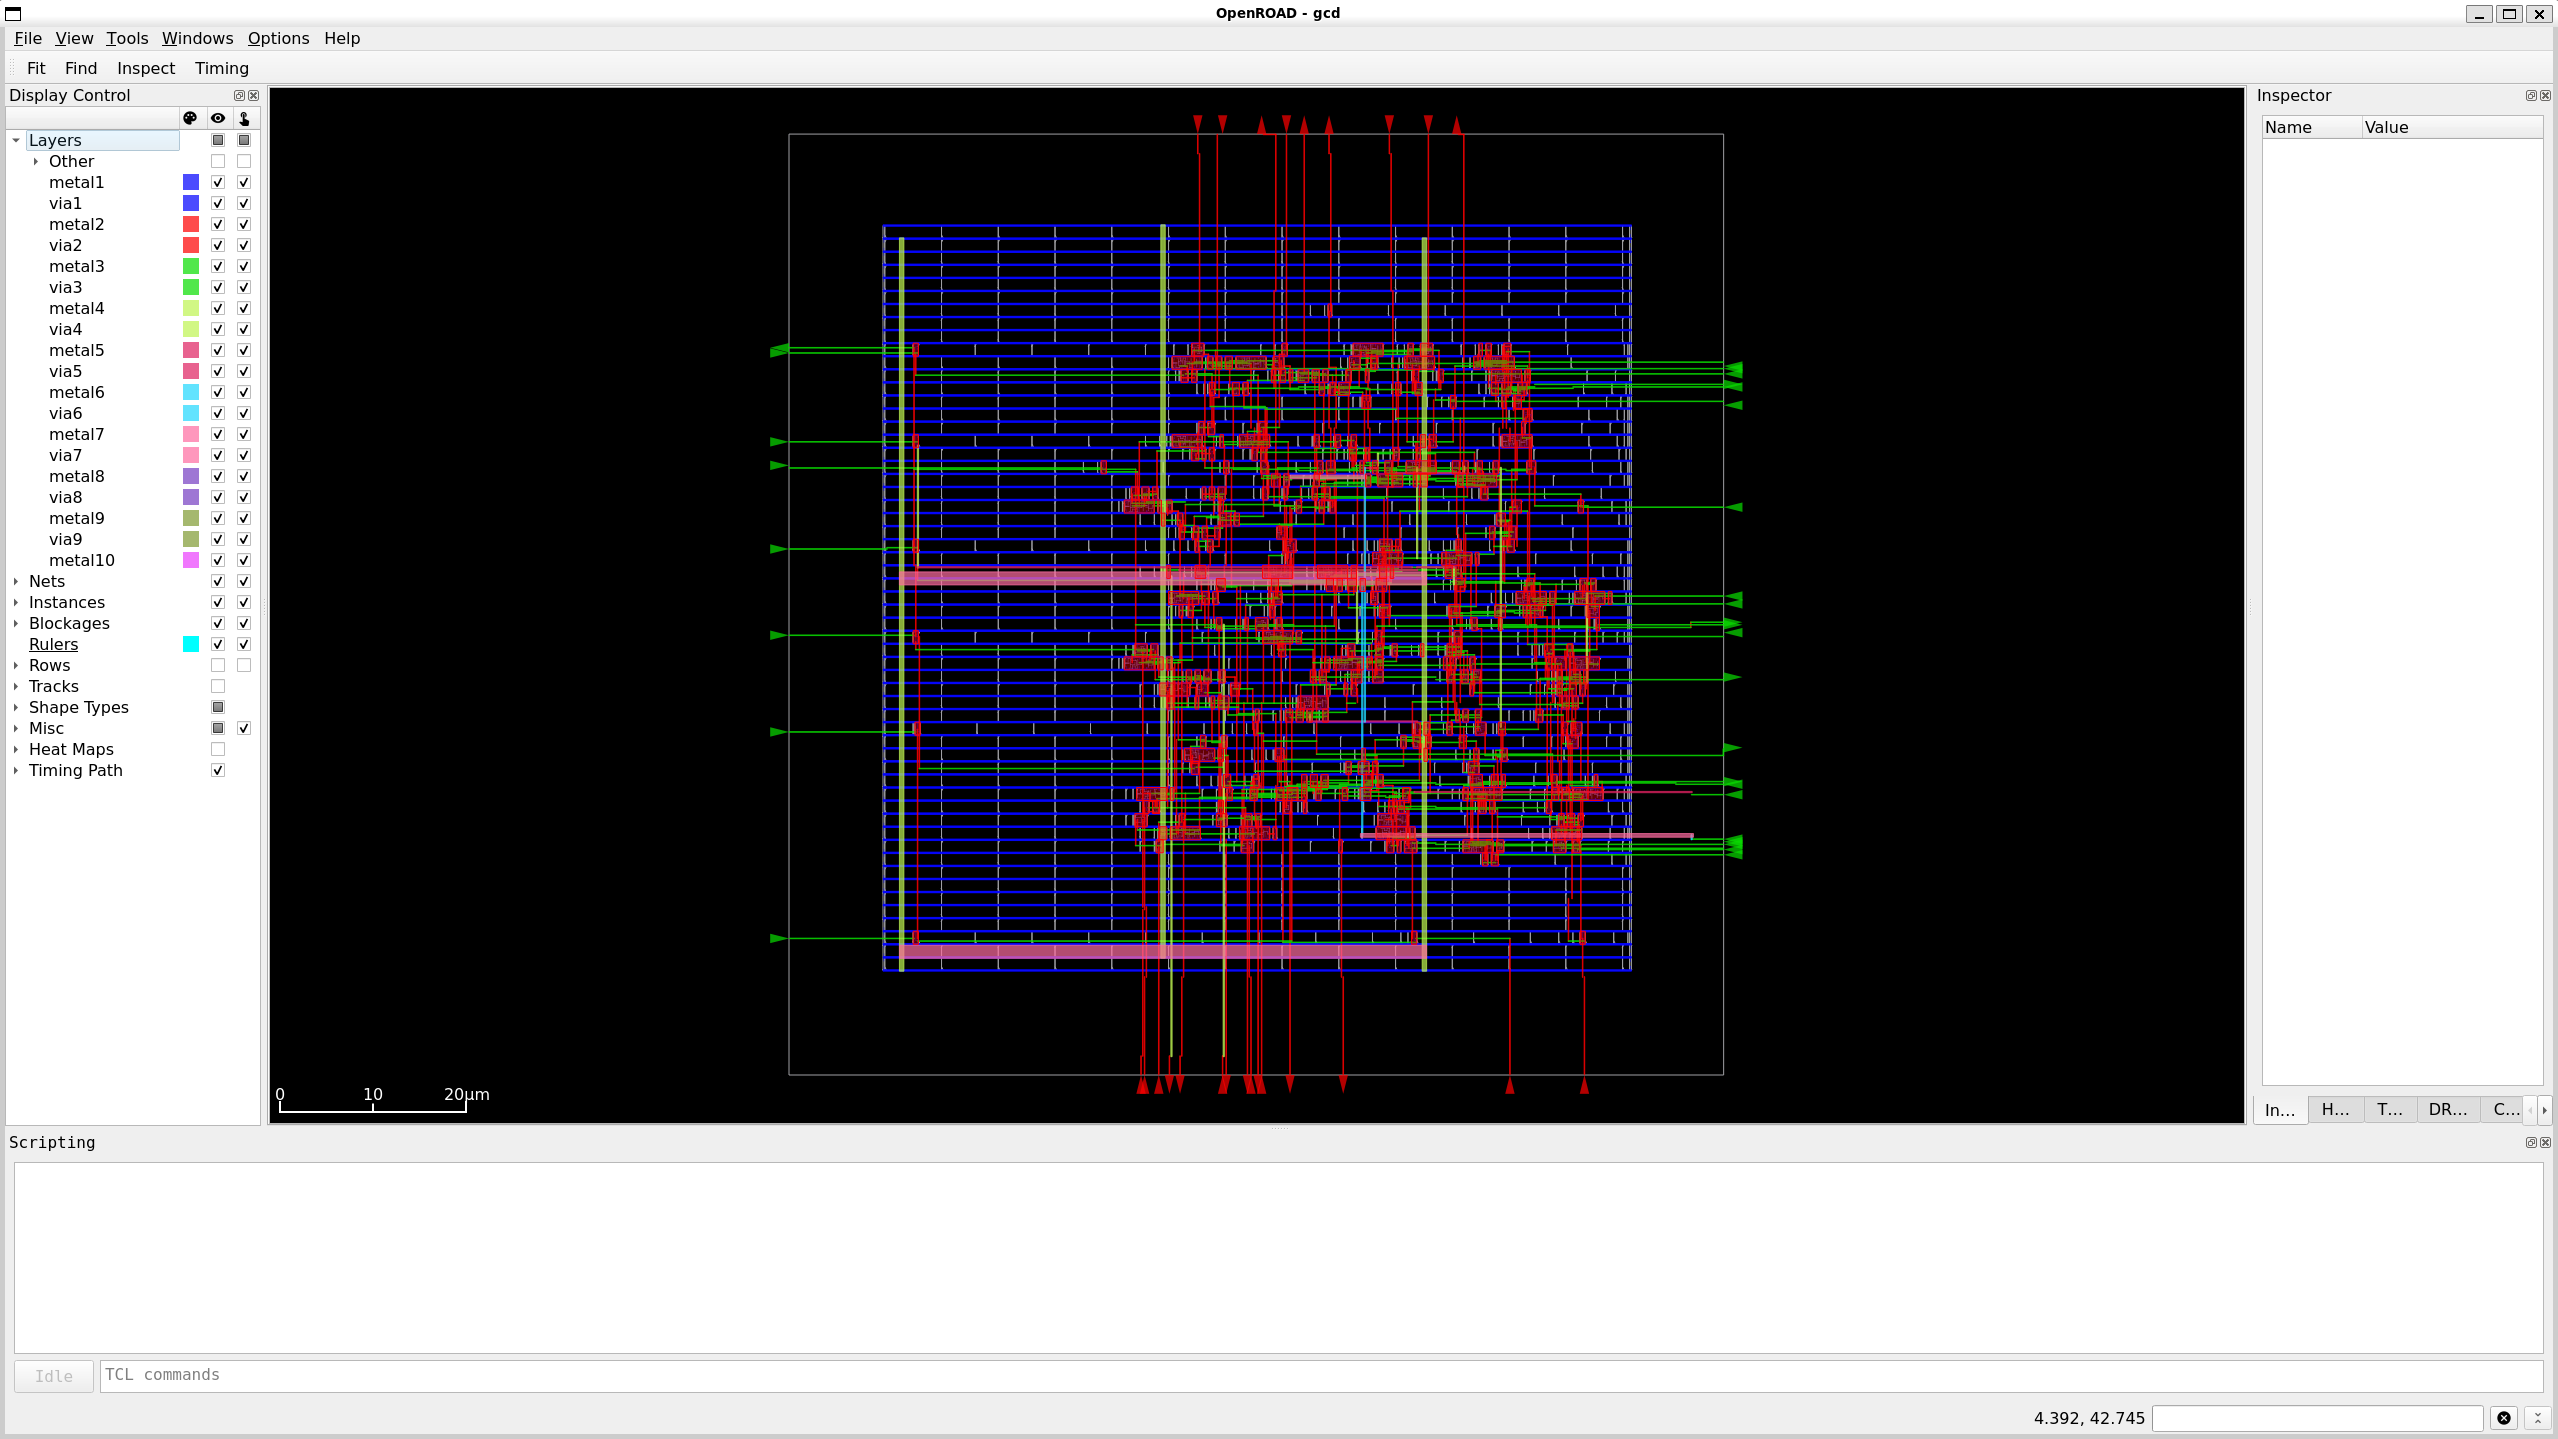 OpenROAD - gcd
File View Tools Windows Options Help
Fit Find Inspect Timing
Display Control
Layers
Other
metal1
via1
metal2
via2
metal3
via3
metal4
via4
metal5
via5
metal6
via6
metal7
via7
metal8
via8
metal9
via9
metal10
Nets
Instances
Blockages
Rulers
Rows
Tracks
Shape Types
Misc
Heat Maps
Timing Path
0 10 20μm
Inspector
Name Value
In... H... T... DR... C...
Scripting
Idle TCL commands
4.392, 42.745